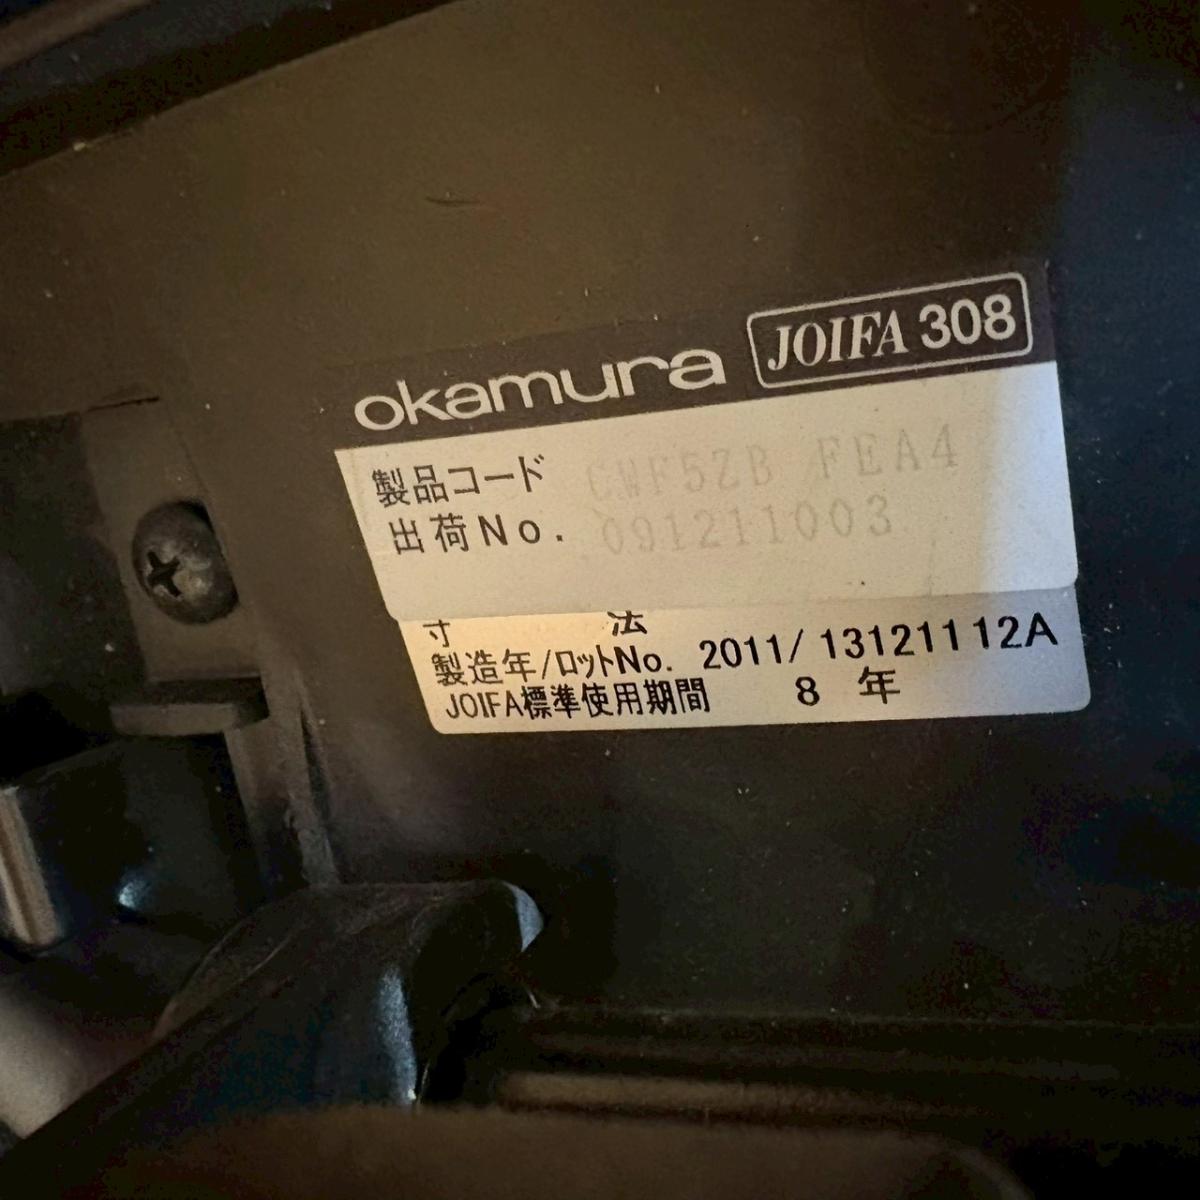 okamura JOIFA 308
製品コード CWF5ZB FEA4
出荷No. 091211003
寸 法
製造年/ロットNo. 2011/13121112A
JOIFA標準使用期間 8 年